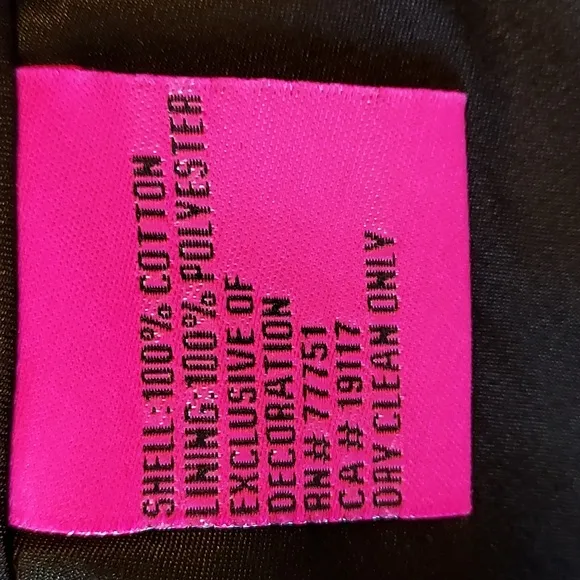 SHELL:100% COTTON
LINING:100% POLYESTER
EXCLUSIVE OF
DECORATION
RN# 77751
CA # 19117
DRY CLEAN ONLY